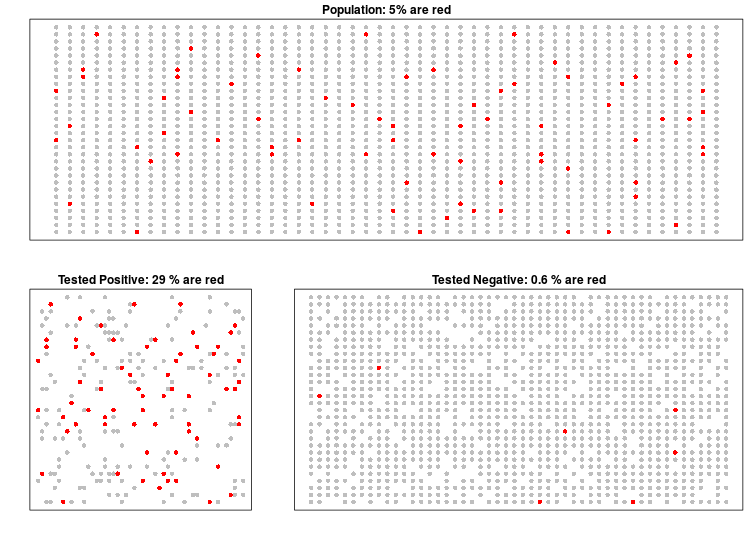 Population: 5% are red
Tested Positive: 29 % are red
Tested Negative: 0.6 % are red